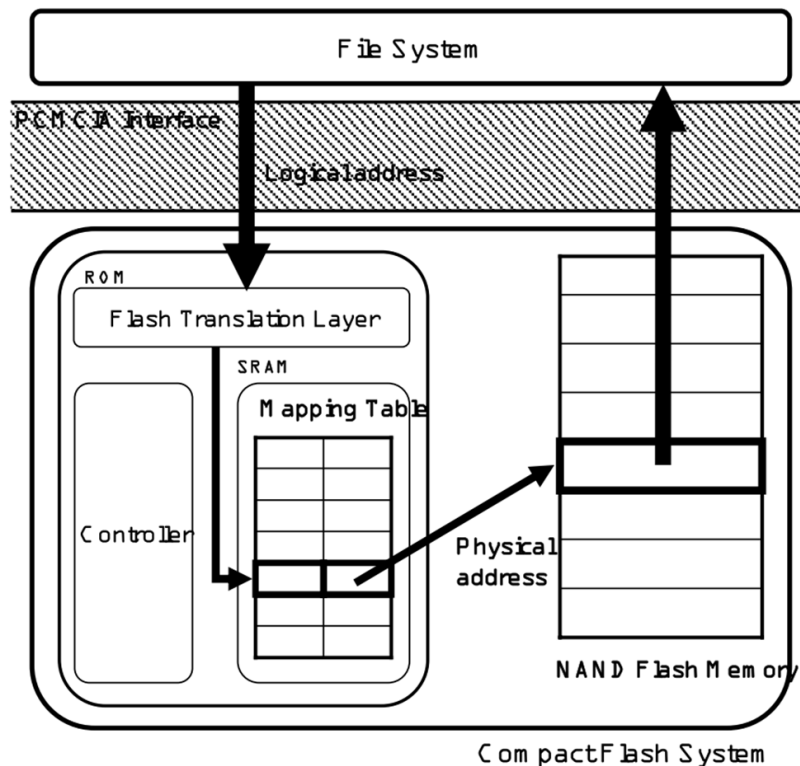 File System
PCMCIA Interface
Logical address
ROM
Flash Translation Layer
SRAM
Mapping Table
Controller
Physical
address
NAND Flash Memory
CompactFlash System